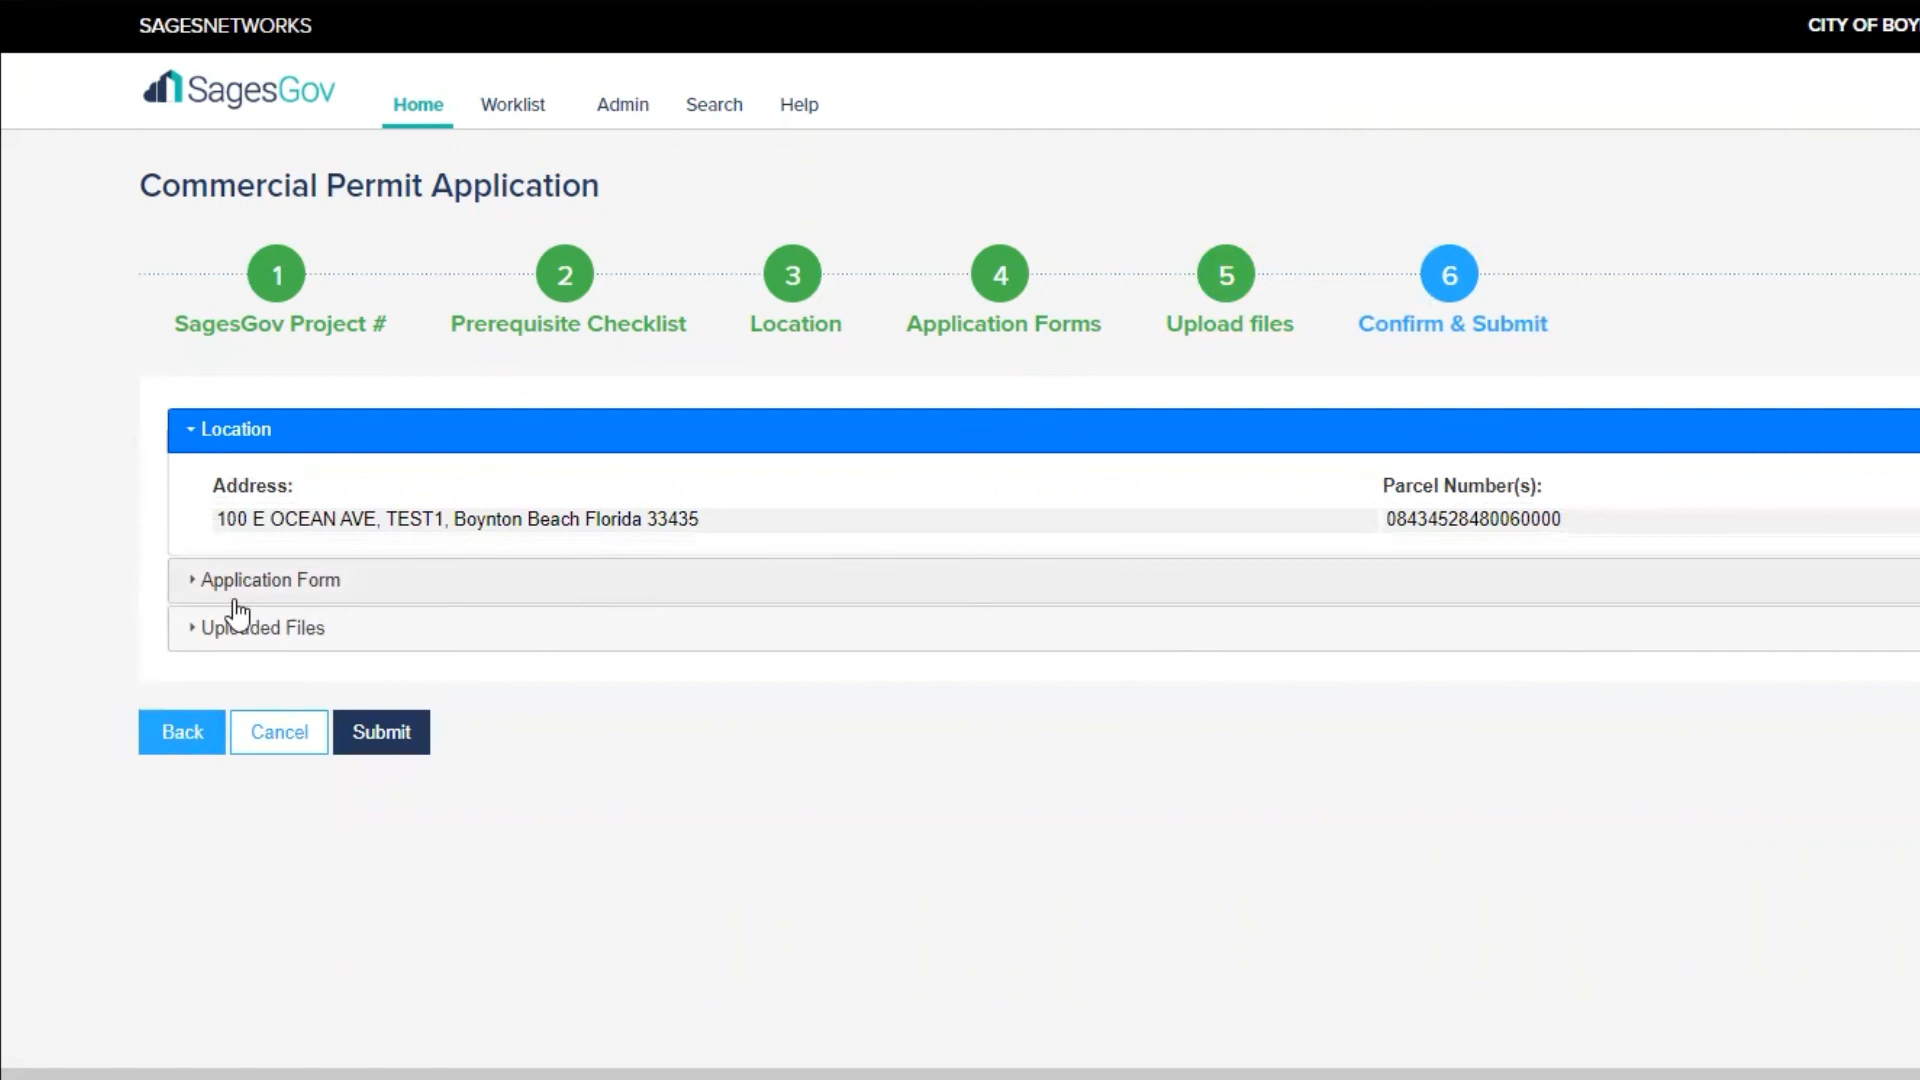 SAGESNETWORKS
CITY OF BOY
SagesGov
Home Worklist Admin Search Help
Commercial Permit Application
1 2 3 4 5 6
SagesGov Project # Prerequisite Checklist Location Application Forms Upload files Confirm & Submit
Location
Address: Parcel Number(s):
100 E OCEAN AVE, TEST1, Boynton Beach Florida 33435 08434528480060000
Application Form
Uploaded Files
Back Cancel Submit